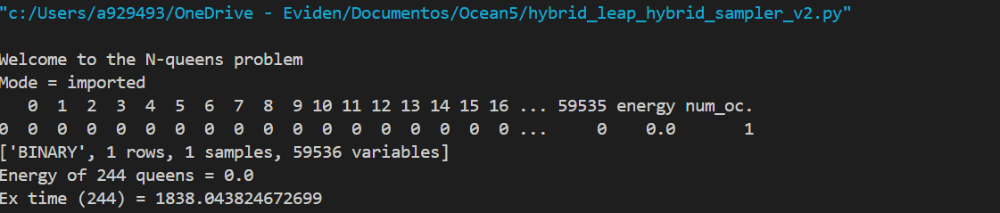 "c:/Users/a929493/OneDrive - Eviden/Documentos/Ocean5/hybrid_leap_hybrid_sampler_v2.py"
Welcome to the N-queens problem
Mode = imported
0 1 2 3 4 5 6 7 8 9 10 11 12 13 14 15 16 ... 59535 energy num_oc.
0 0 0 0 0 0 0 0 0 0 0 0 0 0 0 0 0 0 ... 0 0.0 1
['BINARY', 1 rows, 1 samples, 59536 variables]
Energy of 244 queens = 0.0
Ex time (244) = 1838.043824672699